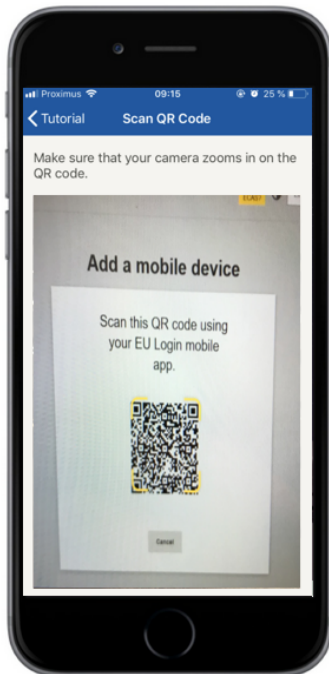 Proximus 09:15 25 %
Tutorial Scan QR Code
Make sure that your camera zooms in on the
QR code.
Add a mobile device
Scan this QR code using
your EU Login mobile
app.
Cancel